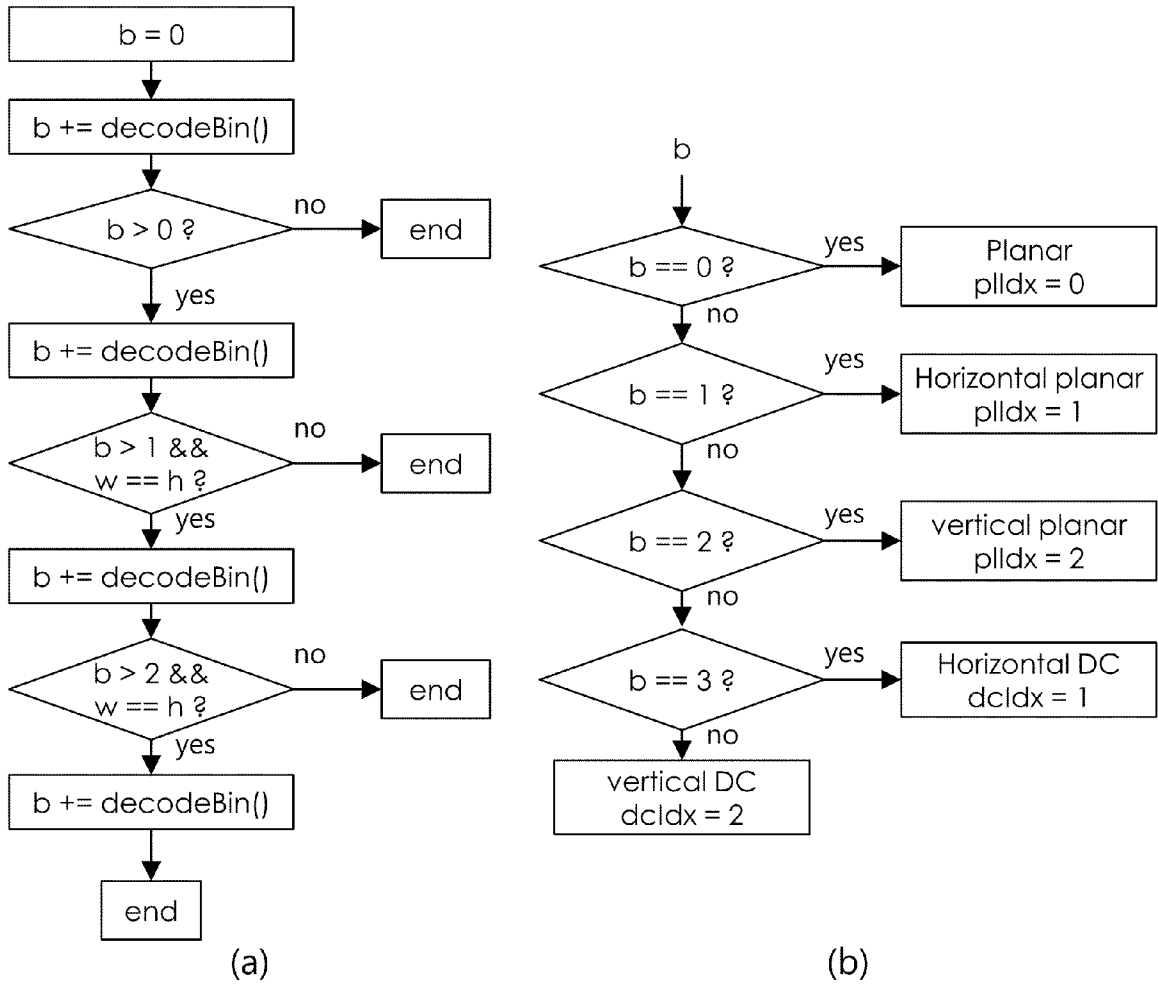 b = 0
b += decodeBin()
b > 0 ?
no
end
yes
b += decodeBin()
b > 1 &&
w == h ?
no
end
yes
b += decodeBin()
b > 2 &&
w == h ?
no
end
yes
b += decodeBin()
end
(a)
b
b == 0 ?
yes
Planar
plIdx = 0
no
b == 1 ?
yes
Horizontal planar
plIdx = 1
no
b == 2 ?
yes
vertical planar
plIdx = 2
no
b == 3 ?
yes
Horizontal DC
dcIdx = 1
no
vertical DC
dcIdx = 2
(b)